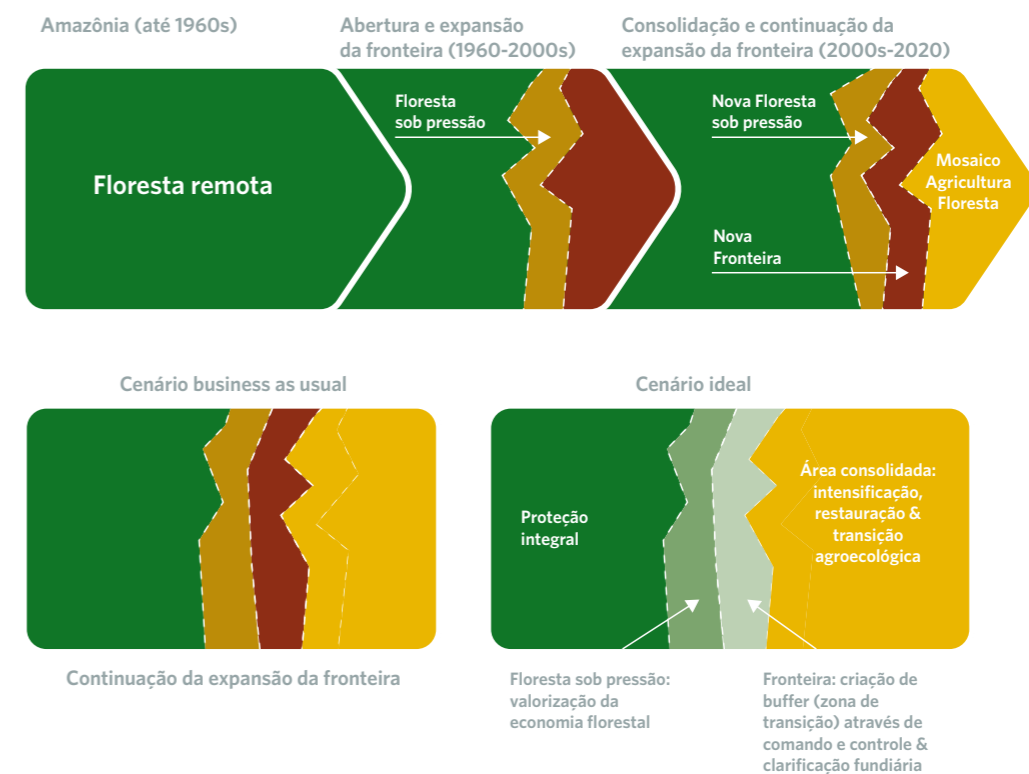 Amazônia (até 1960s)
Abertura e expansão
da fronteira (1960-2000s)
Consolidação e continuação da
expansão da fronteira (2000s-2020)
Floresta remota
Floresta
sob pressão
Nova Floresta
sob pressão
Nova
Fronteira
Mosaico
Agricultura
Floresta
Cenário business as usual
Continuação da expansão da fronteira
Cenário ideal
Proteção
integral
Área consolidada:
intensificação,
restauração &
transição
agroecológica
Floresta sob pressão:
valorização da
economia florestal
Fronteira: criação de
buffer (zona de
transição) através de
comando e controle &
clarificação fundiária